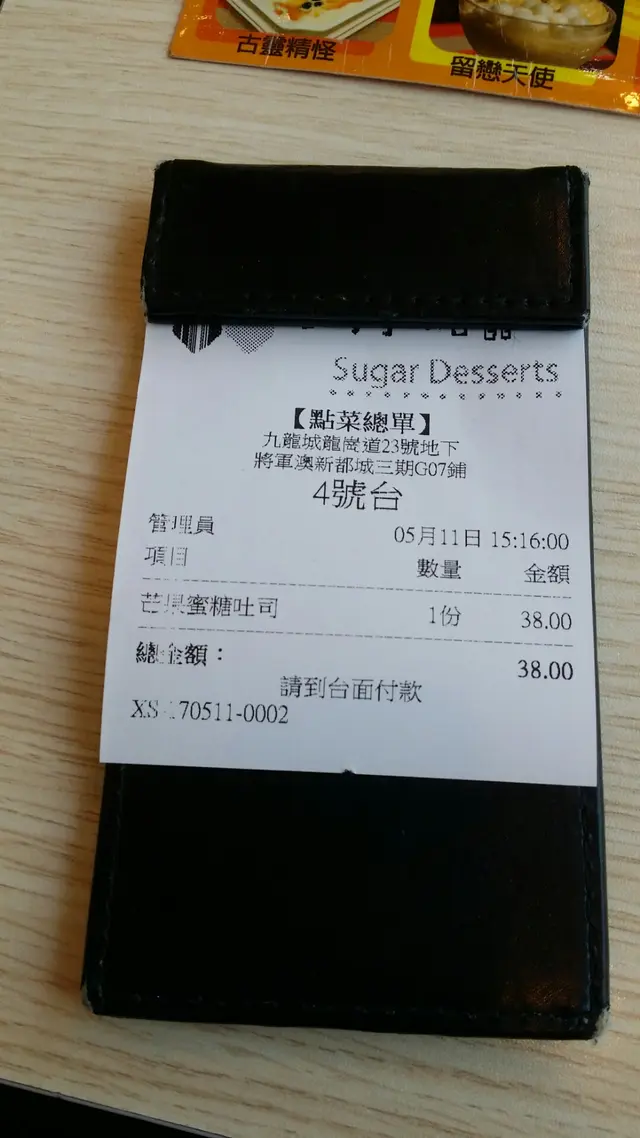 古靈精怪
留戀天使
Sugar Desserts
【點菜總單】
九龍城龍崗道23號地下
將軍澳新都城三期G07鋪
4號台
管理員 05月11日 15:16:00
項目 數量 金額
芒果蜜糖吐司 1份 38.00
總金額： 38.00
請到台面付款
XS-170511-0002